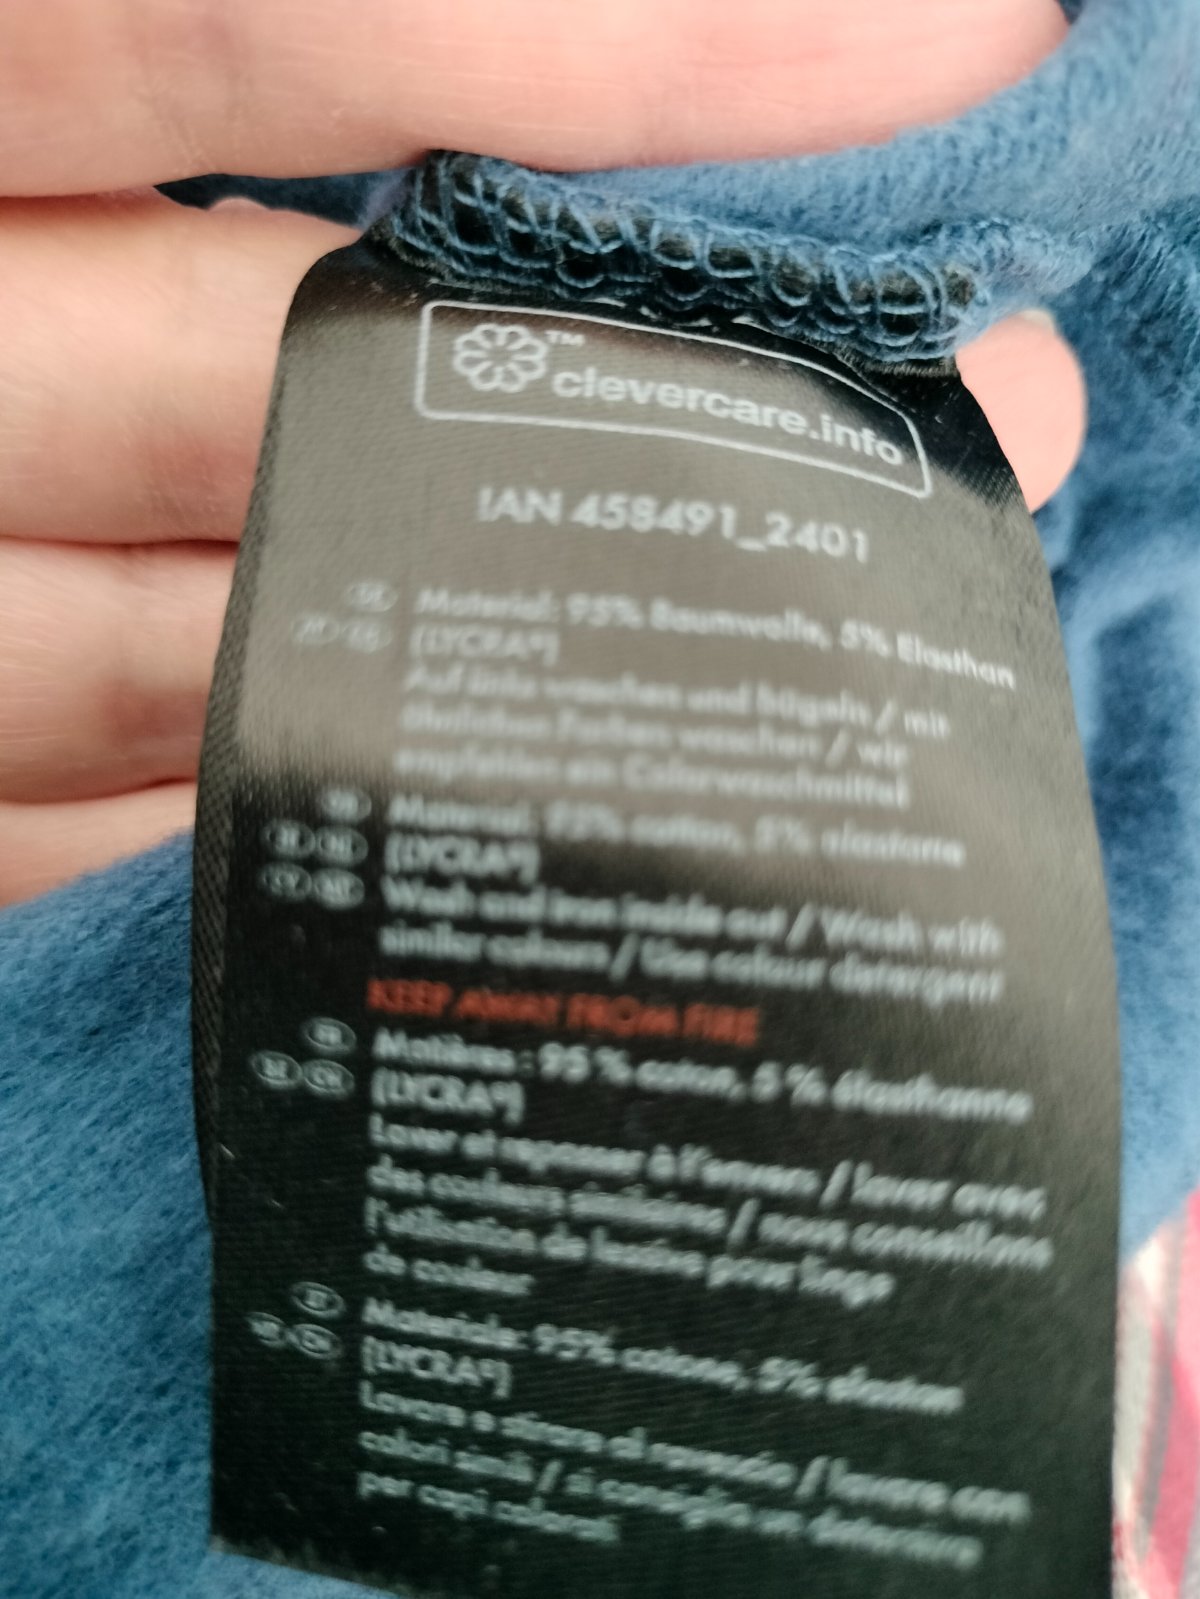 TM
clevercare.info
IAN 458491_2401
Material: 95% Baumwolle, 5% Elasthan
(LYCRA®)
Auf links waschen und bügeln / mit
ähnlichen Farben waschen / wir
empfehlen ein Colorwaschmittel
Material: 95% cotton, 5% elastane
(LYCRA®)
Wash and iron inside out / Wash with
similar colours / Use colour detergent
KEEP AWAY FROM FIRE
Matières : 95 % coton, 5 % élasthanne
(LYCRA®)
Laver et repasser à l'envers / laver avec
des couleurs similaires / nous conseillons
l'utilisation de lessive pour linge
de couleur
Materiale: 95% cotone, 5% elastan
(LYCRA®)
Lavare e stirare al rovescio / lavare con
colori simili / si consiglia un detersivo
per capi colorati